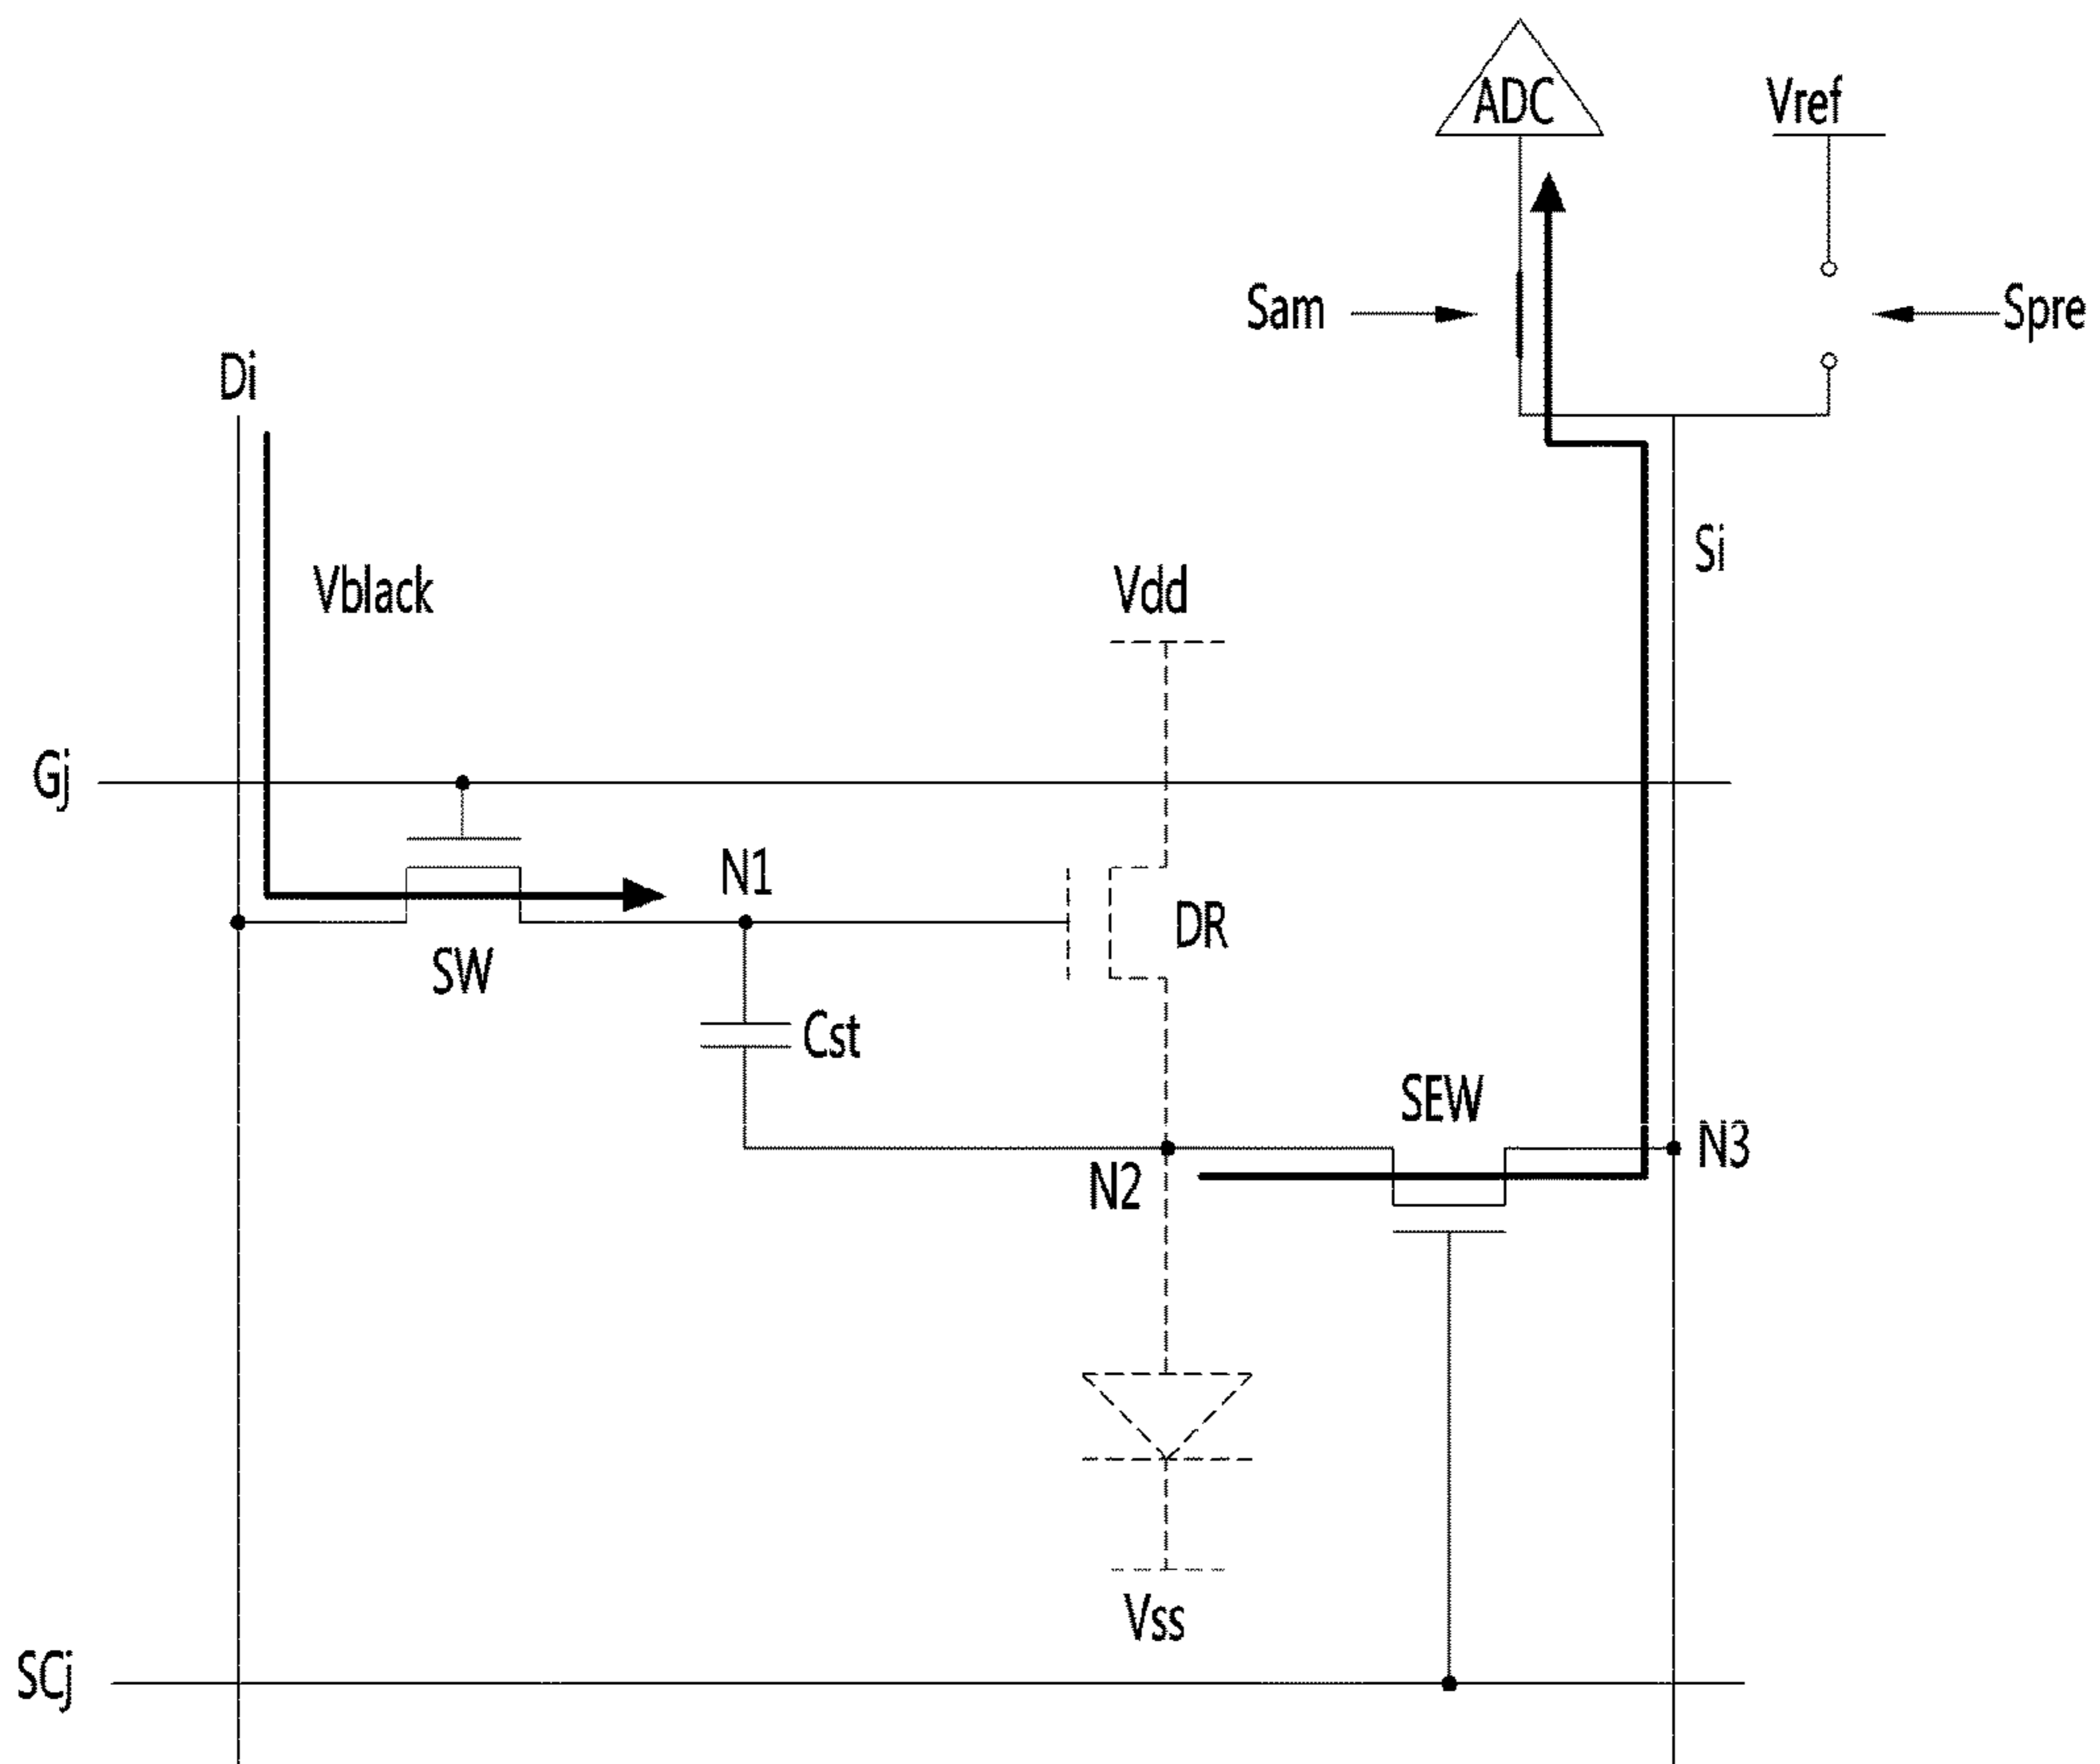 ADC
Vref
Sam
Spre
Di
Si
Vblack
Vdd
Gj
N1
DR
SW
Cst
SEW
N3
N2
Vss
SCj